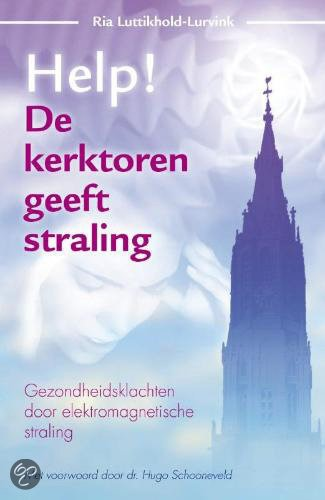 Ria Luttikhold-Lurvink
Help!
De
kerktoren
geeft
straling
Gezondheidsklachten
door elektromagnetische
straling
voorwoord door dr. Hugo Schooneveld